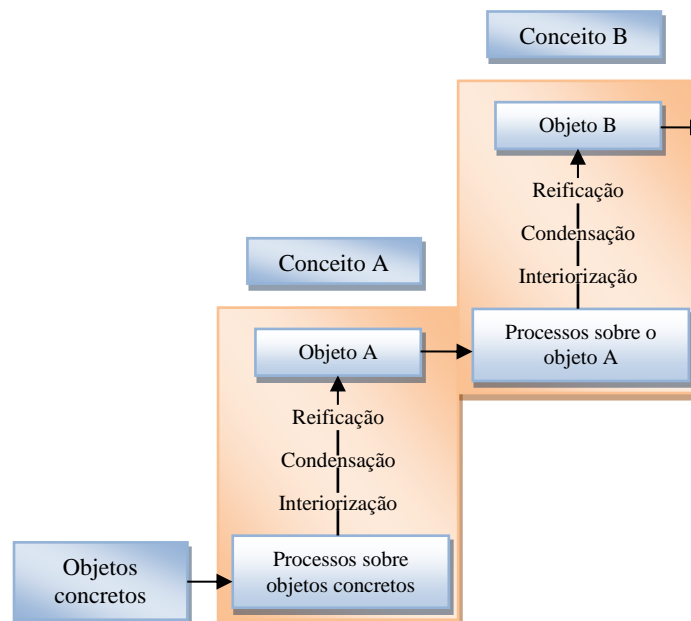 Conceito B
Objeto B
Reificação
Condensação
Interiorização
Processos sobre o
objeto A
Conceito A
Objeto A
Reificação
Condensação
Interiorização
Processos sobre
objetos concretos
Objetos
concretos